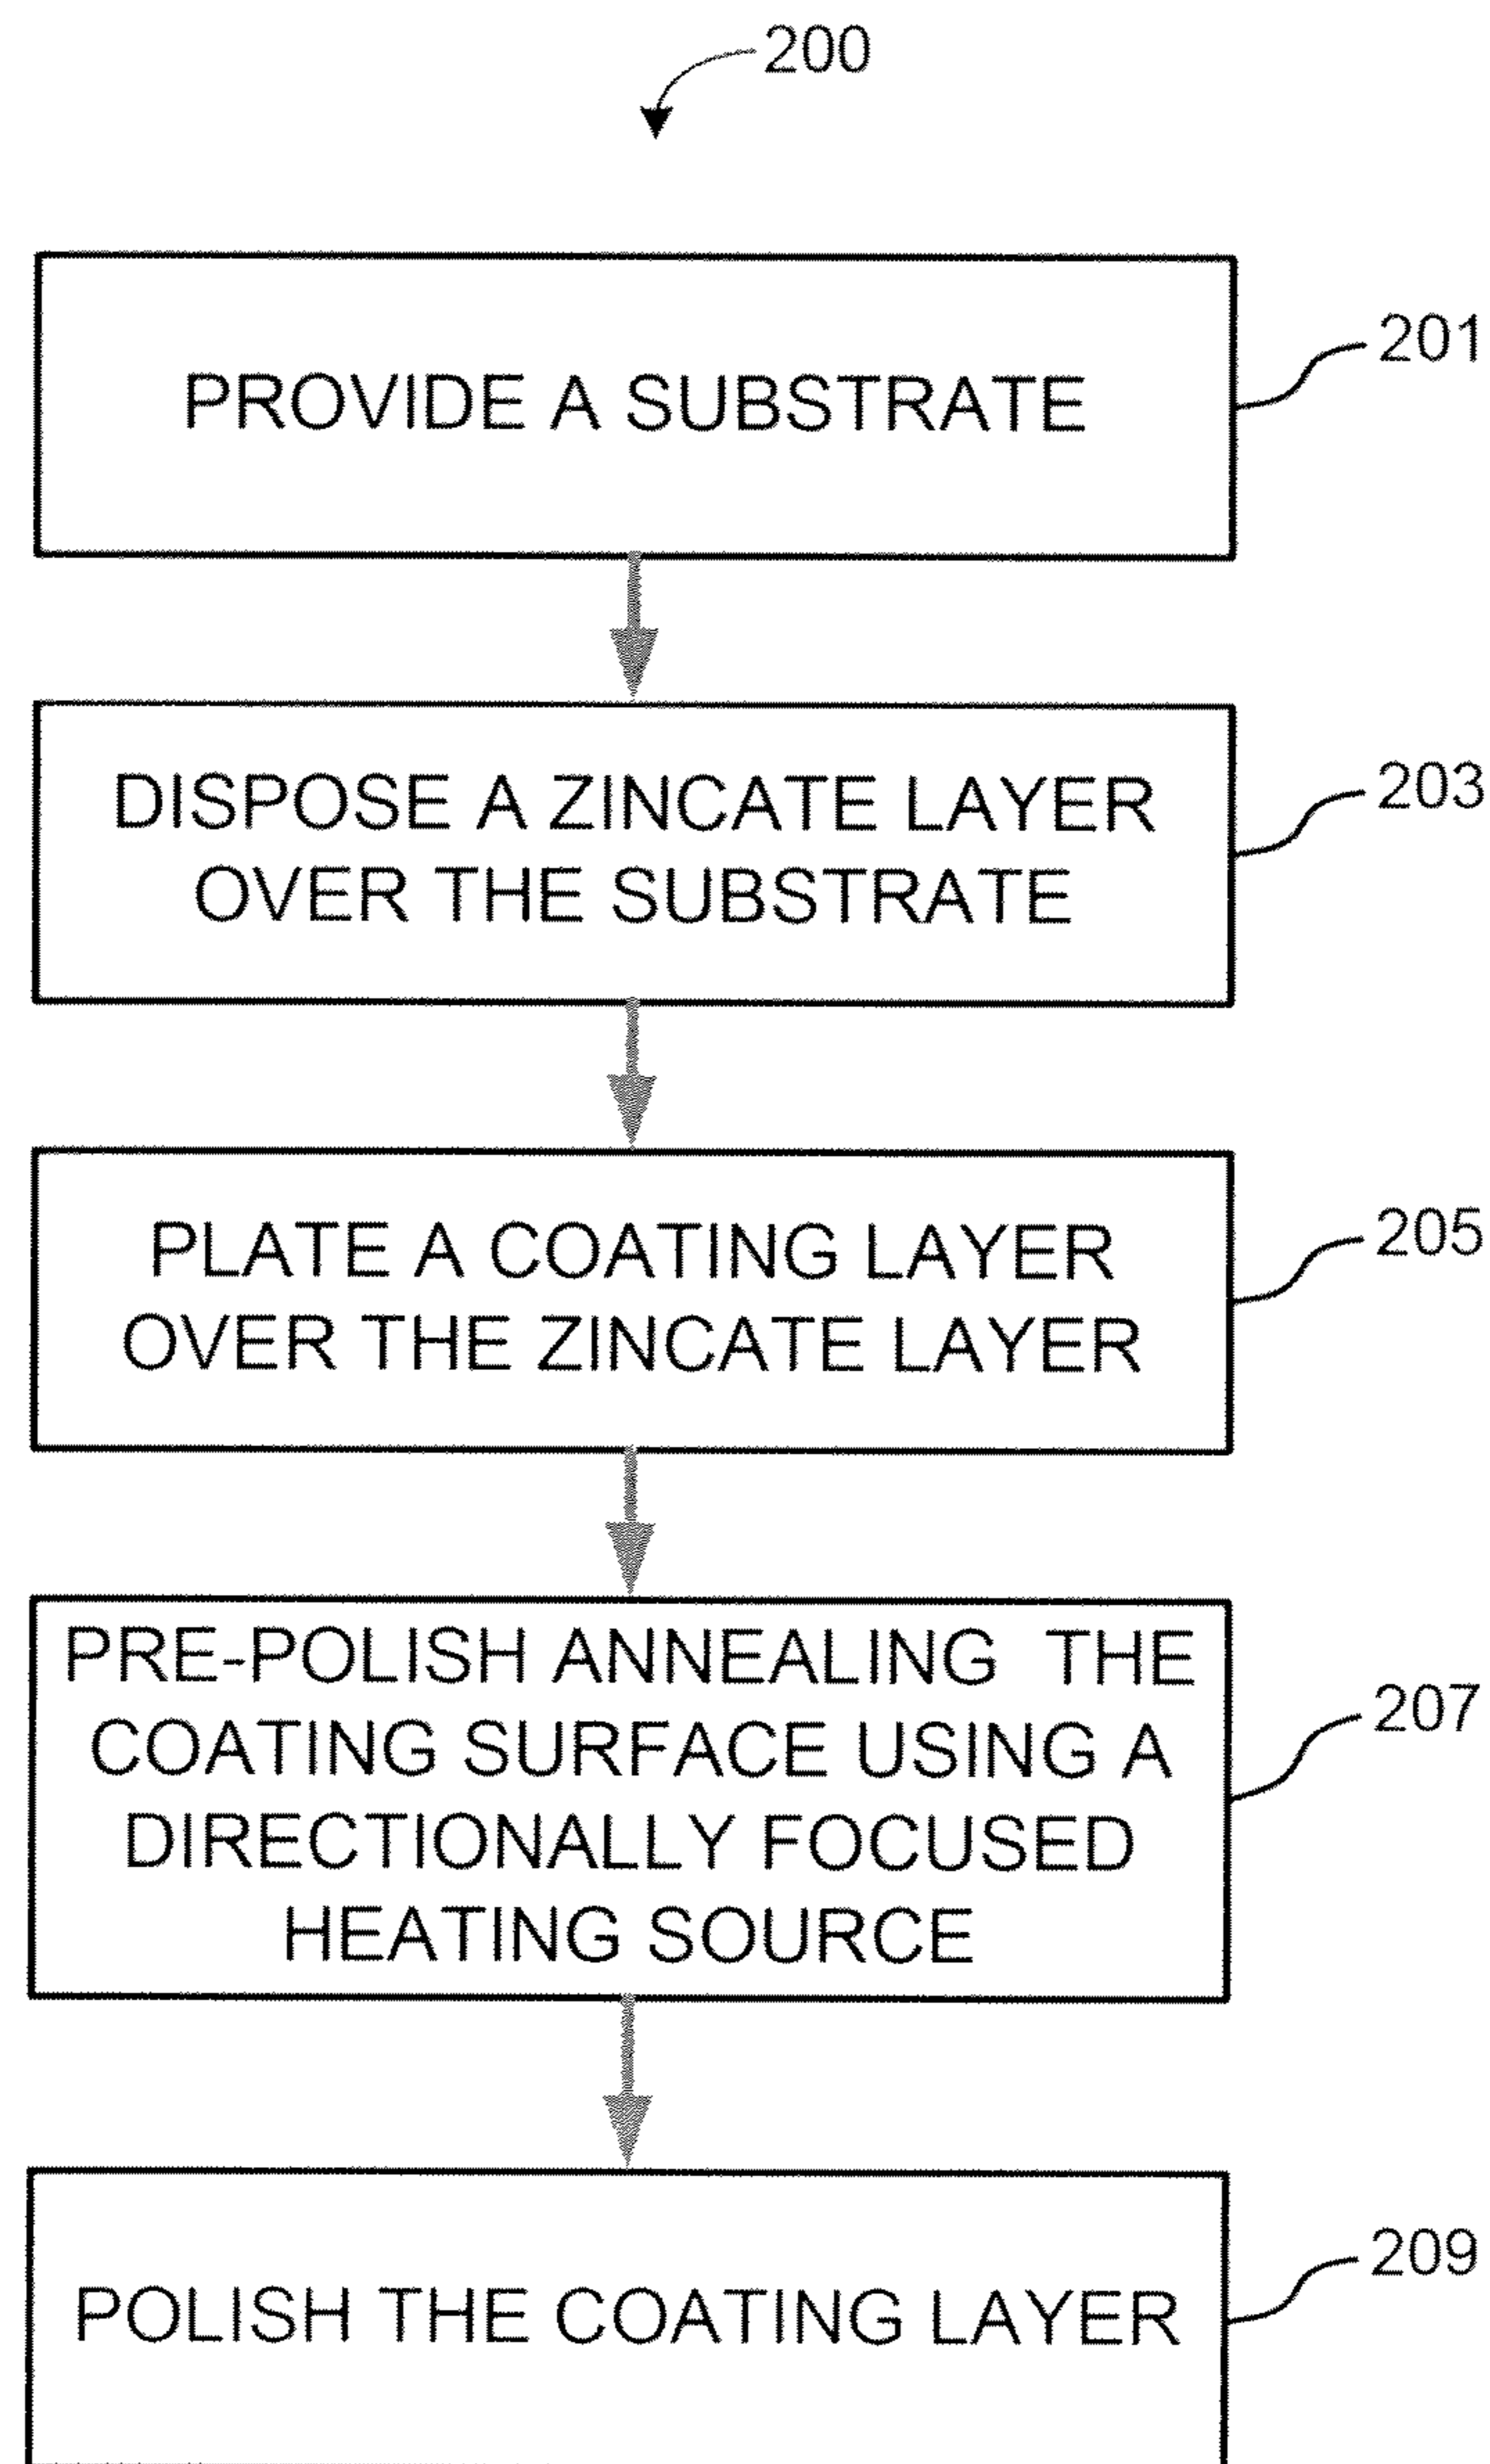 200
PROVIDE A SUBSTRATE
201
DISPOSE A ZINCATE LAYER
OVER THE SUBSTRATE
203
PLATE A COATING LAYER
OVER THE ZINCATE LAYER
205
PRE-POLISH ANNEALING THE
COATING SURFACE USING A
DIRECTIONALLY FOCUSED
HEATING SOURCE
207
POLISH THE COATING LAYER
209